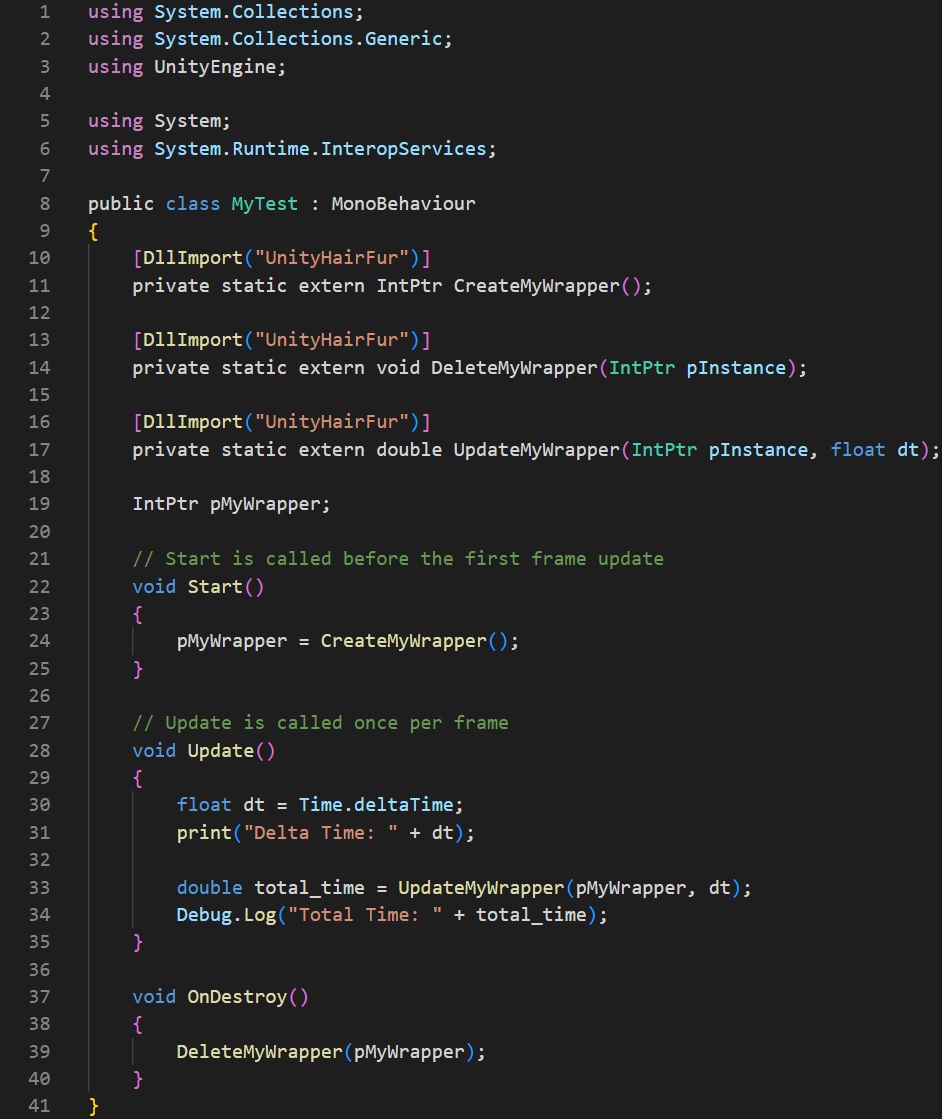 1 using System.Collections;
2 using System.Collections.Generic;
3 using UnityEngine;
4
5 using System;
6 using System.Runtime.InteropServices;
7
8 public class MyTest : MonoBehaviour
9 {
10     [DllImport("UnityHairFur")]
11     private static extern IntPtr CreateMyWrapper();
12
13     [DllImport("UnityHairFur")]
14     private static extern void DeleteMyWrapper(IntPtr pInstance);
15
16     [DllImport("UnityHairFur")]
17     private static extern double UpdateMyWrapper(IntPtr pInstance, float dt);
18
19     IntPtr pMyWrapper;
20
21     // Start is called before the first frame update
22     void Start()
23     {
24         pMyWrapper = CreateMyWrapper();
25     }
26
27     // Update is called once per frame
28     void Update()
29     {
30         float dt = Time.deltaTime;
31         print("Delta Time: " + dt);
32
33         double total_time = UpdateMyWrapper(pMyWrapper, dt);
34         Debug.Log("Total Time: " + total_time);
35     }
36
37     void OnDestroy()
38     {
39         DeleteMyWrapper(pMyWrapper);
40     }
41 }